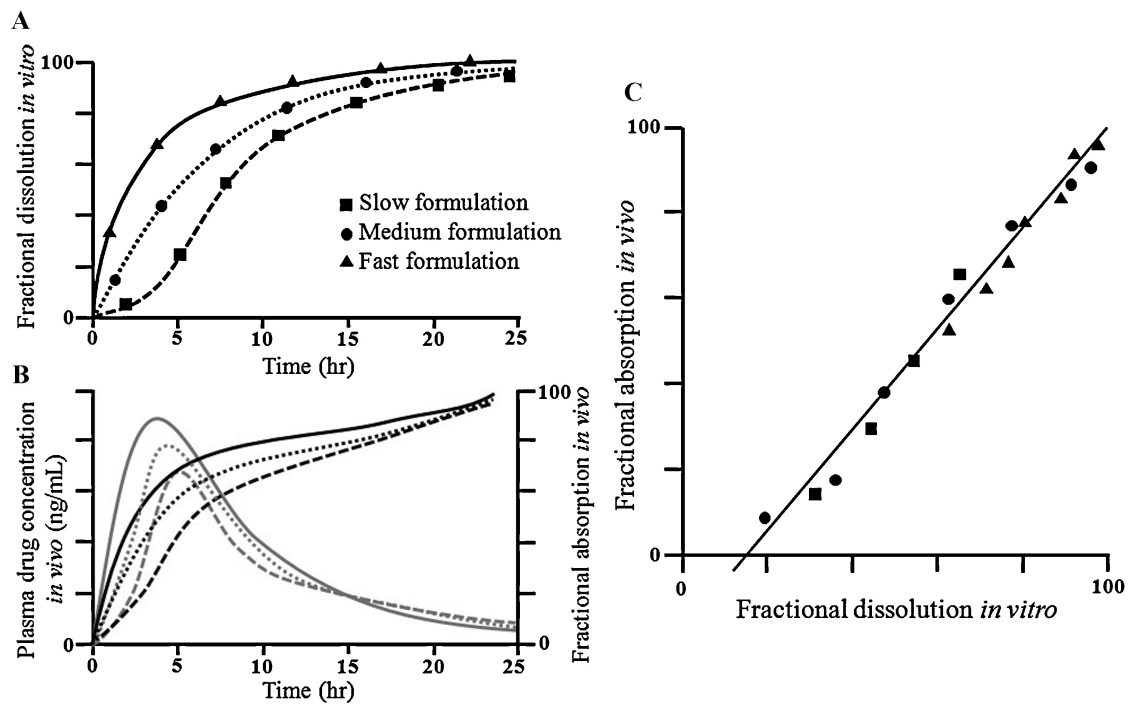 A
Fractional dissolution in vitro
100
0
0 5 10 15 20 25
Time (hr)
Slow formulation
Medium formulation
Fast formulation
B
Plasma drug concentration
in vivo (ng/mL)
0
100
0
Fractional absorption in vivo
0 5 10 15 20 25
Time (hr)
C
Fractional absorption in vivo
100
0
0 100
Fractional dissolution in vitro